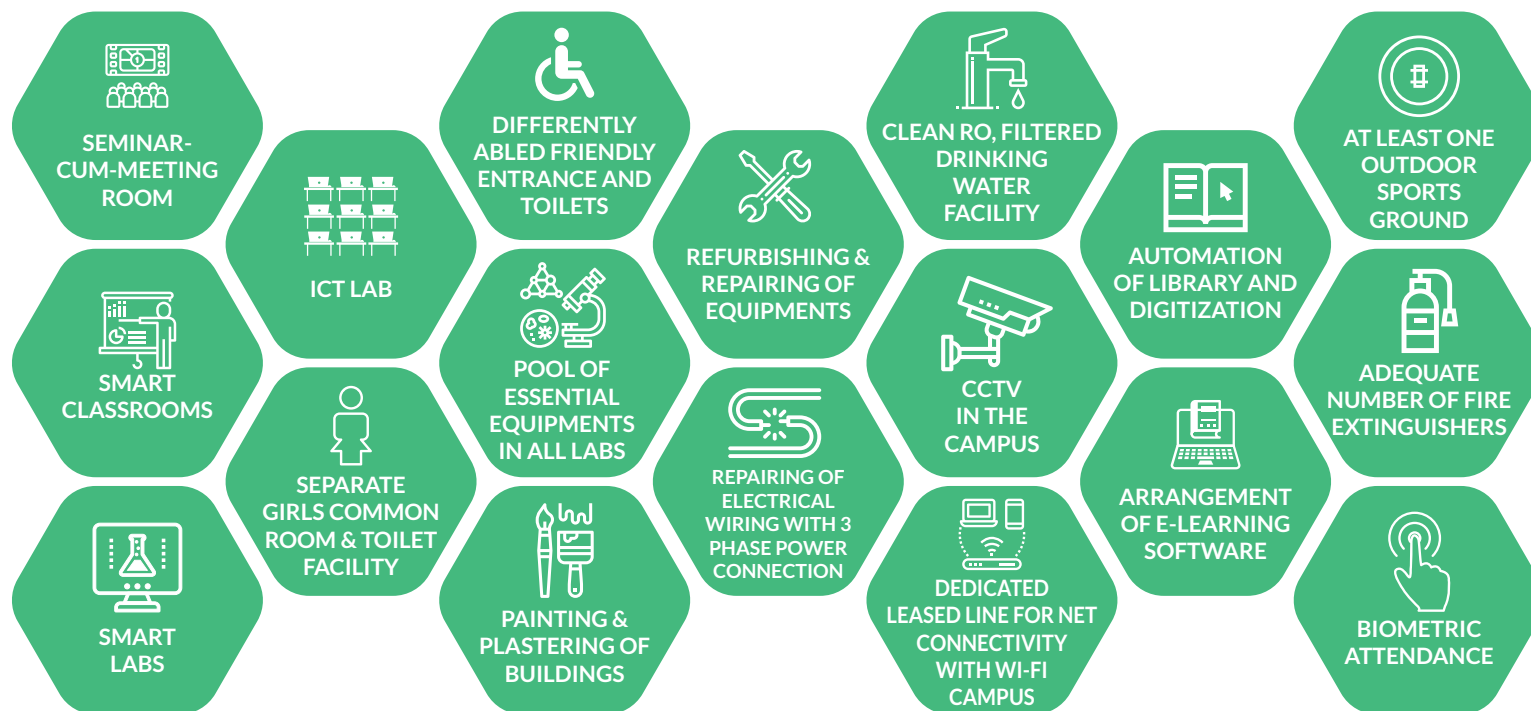 SEMINAR-
CUM-MEETING
ROOM
SMART
CLASSROOMS
SMART
LABS
ICT LAB
SEPARATE
GIRLS COMMON
ROOM & TOILET
FACILITY
DIFFERENTLY
ABLED FRIENDLY
ENTRANCE AND
TOILETS
POOL OF
ESSENTIAL
EQUIPMENTS
IN ALL LABS
PAINTING &
PLASTERING OF
BUILDINGS
REFURBISHING &
REPAIRING OF
EQUIPMENTS
REPAIRING OF
ELECTRICAL
WIRING WITH 3
PHASE POWER
CONNECTION
CLEAN RO, FILTERED
DRINKING
WATER
FACILITY
CCTV
IN THE
CAMPUS
DEDICATED
LEASED LINE FOR NET
CONNECTIVITY
WITH WI-FI
CAMPUS
AUTOMATION
OF LIBRARY AND
DIGITIZATION
ARRANGEMENT
OF E-LEARNING
SOFTWARE
AT LEAST ONE
OUTDOOR
SPORTS
GROUND
ADEQUATE
NUMBER OF FIRE
EXTINGUISHERS
BIOMETRIC
ATTENDANCE